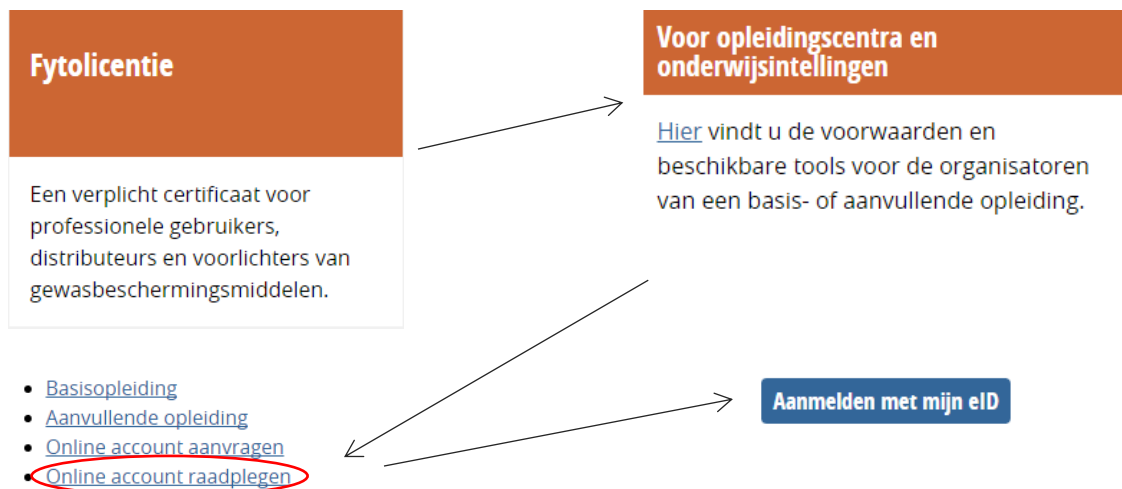 Fytolicentie
Een verplicht certificaat voor
professionele gebruikers,
distributeurs en voorlichters van
gewasbeschermingsmiddelen.
Voor opleidingscentra en
onderwijsintellingen
Hier vindt u de voorwaarden en
beschikbare tools voor de organisatoren
van een basis- of aanvullende opleiding.
Basisopleiding
Aanvullende opleiding
Online account aanvragen
Online account raadplegen
Aanmelden met mijn eID